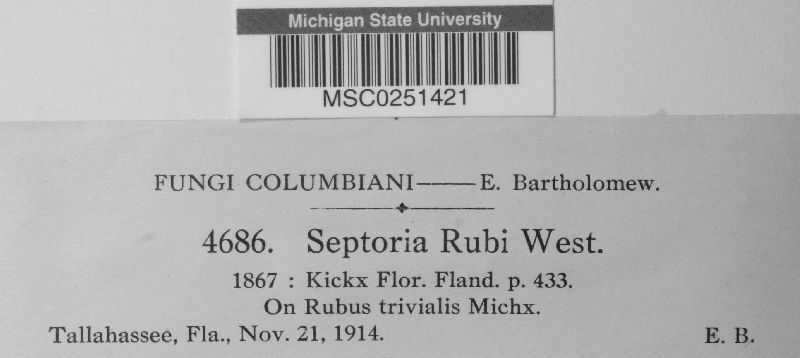 Michigan State University
MSC0251421
FUNGI COLUMBIANI——E. Bartholomew.
4686. Septoria Rubi West.
1867 : Kickx Flor. Fland. p. 433.
On Rubus trivialis Michx.
Tallahassee, Fla., Nov. 21, 1914. E. B.